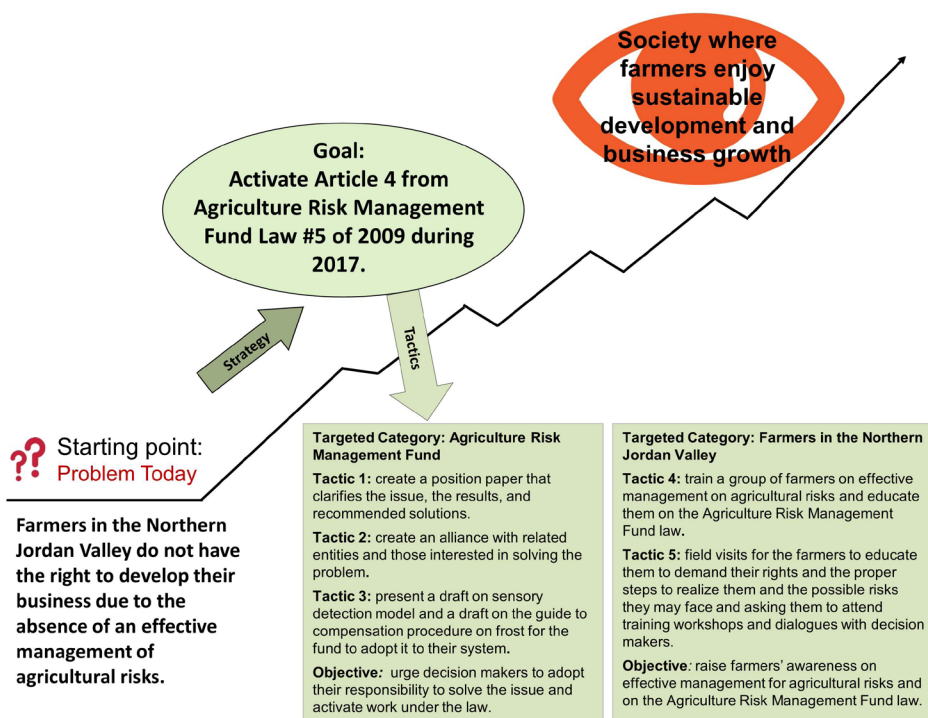 Society where
farmers enjoy
sustainable
development and
business growth
Goal:
Activate Article 4 from
Agriculture Risk Management
Fund Law #5 of 2009 during
2017.
Strategy
Tactics
?? Starting point:
Problem Today
Farmers in the Northern
Jordan Valley do not have
the right to develop their
business due to the
absence of an effective
management of
agricultural risks.
Targeted Category: Agriculture Risk
Management Fund
Tactic 1: create a position paper that
clarifies the issue, the results, and
recommended solutions.
Tactic 2: create an alliance with related
entities and those interested in solving the
problem.
Tactic 3: present a draft on sensory
detection model and a draft on the guide to
compensation procedure on frost for the
fund to adopt it to their system.
Objective: urge decision makers to adopt
their responsibility to solve the issue and
activate work under the law.
Targeted Category: Farmers in the Northern
Jordan Valley
Tactic 4: train a group of farmers on effective
management on agricultural risks and educate
them on the Agriculture Risk Management
Fund law.
Tactic 5: field visits for the farmers to educate
them to demand their rights and the proper
steps to realize them and the possible risks
they may face and asking them to attend
training workshops and dialogues with decision
makers.
Objective: raise farmers' awareness on
effective management for agricultural risks and
on the Agriculture Risk Management Fund law.